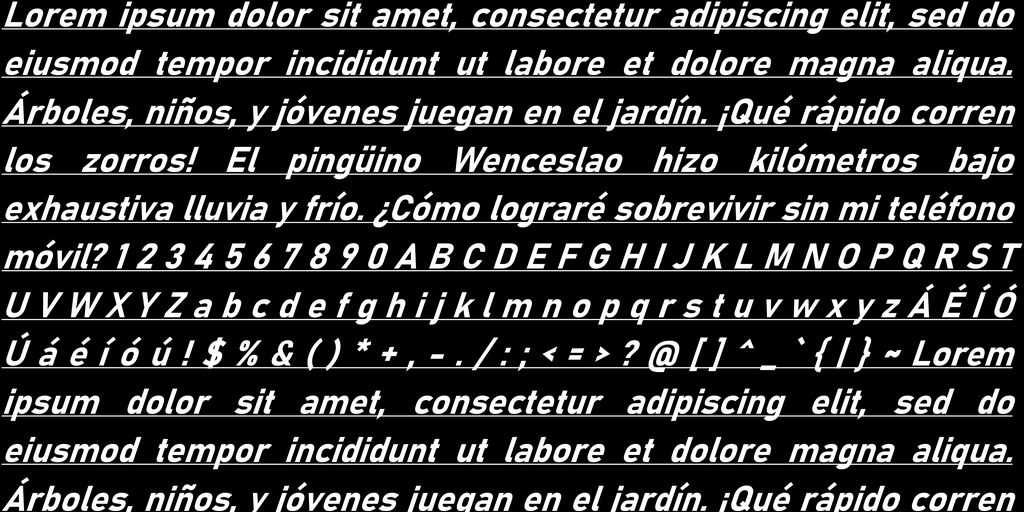 Lorem ipsum dolor sit amet, consectetur adipiscing elit, sed do
eiusmod tempor incididunt ut labore et dolore magna aliqua.
Árboles, niños, y jóvenes juegan en el jardín. ¡Qué rápido corren
los zorros! El pingüino Wenceslao hizo kilómetros bajo
exhaustiva lluvia y frío. ¿Cómo lograré sobrevivir sin mi teléfono
móvil? 1 2 3 4 5 6 7 8 9 0 A B C D E F G H I J K L M N O P Q R S T
U V W X Y Z a b c d e f g h i j k l m n o p q r s t u v w x y z Á É Í Ó
Ú á é í ó ú ! $ % & ( ) * + , - . / : ; < = > ? @ [ ] ^ _ ` { | } ~ Lorem
ipsum dolor sit amet, consectetur adipiscing elit, sed do
eiusmod tempor incididunt ut labore et dolore magna aliqua.
Árboles, niños, y jóvenes juegan en el jardín. ¡Qué rápido corren